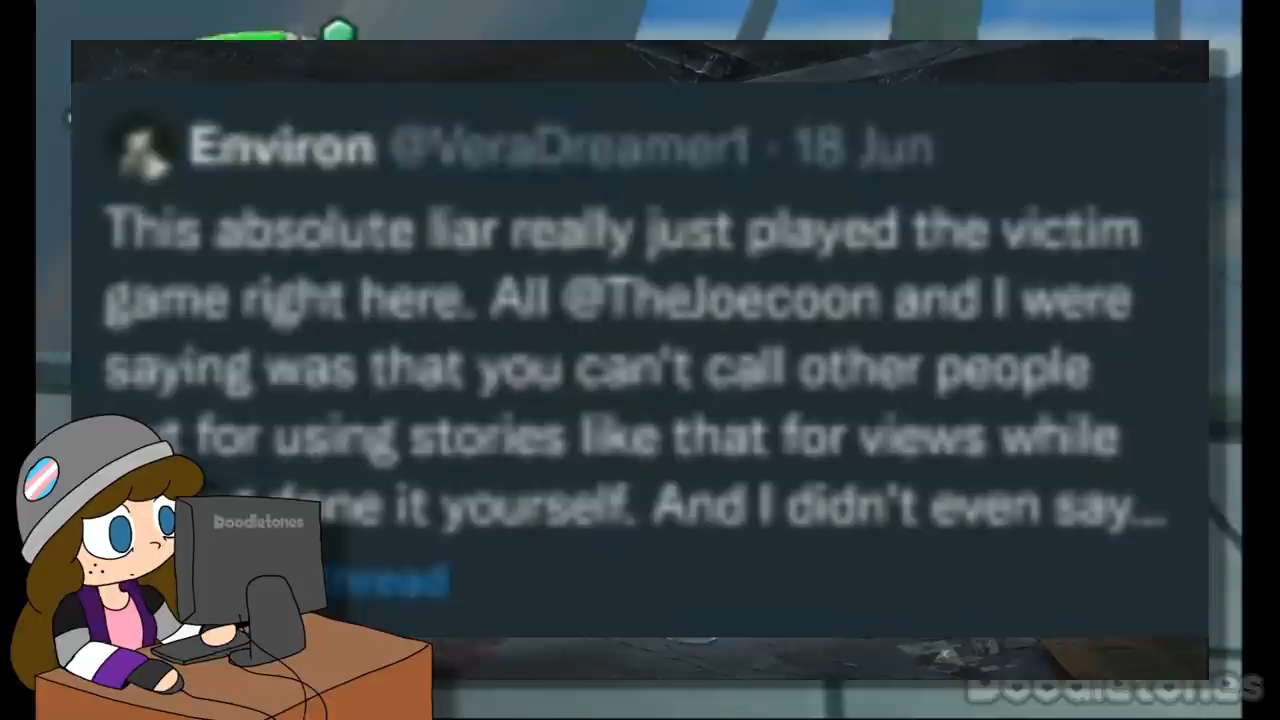 Environ @VeraDreamer1 · 18 Jun
This absolute liar really just played the victim
game right here. All @TheJoecoon and I were
saying was that you can't call other people
for using stories like that for views while
it yourself. And I didn't even say...
Doodletones
Doodletones